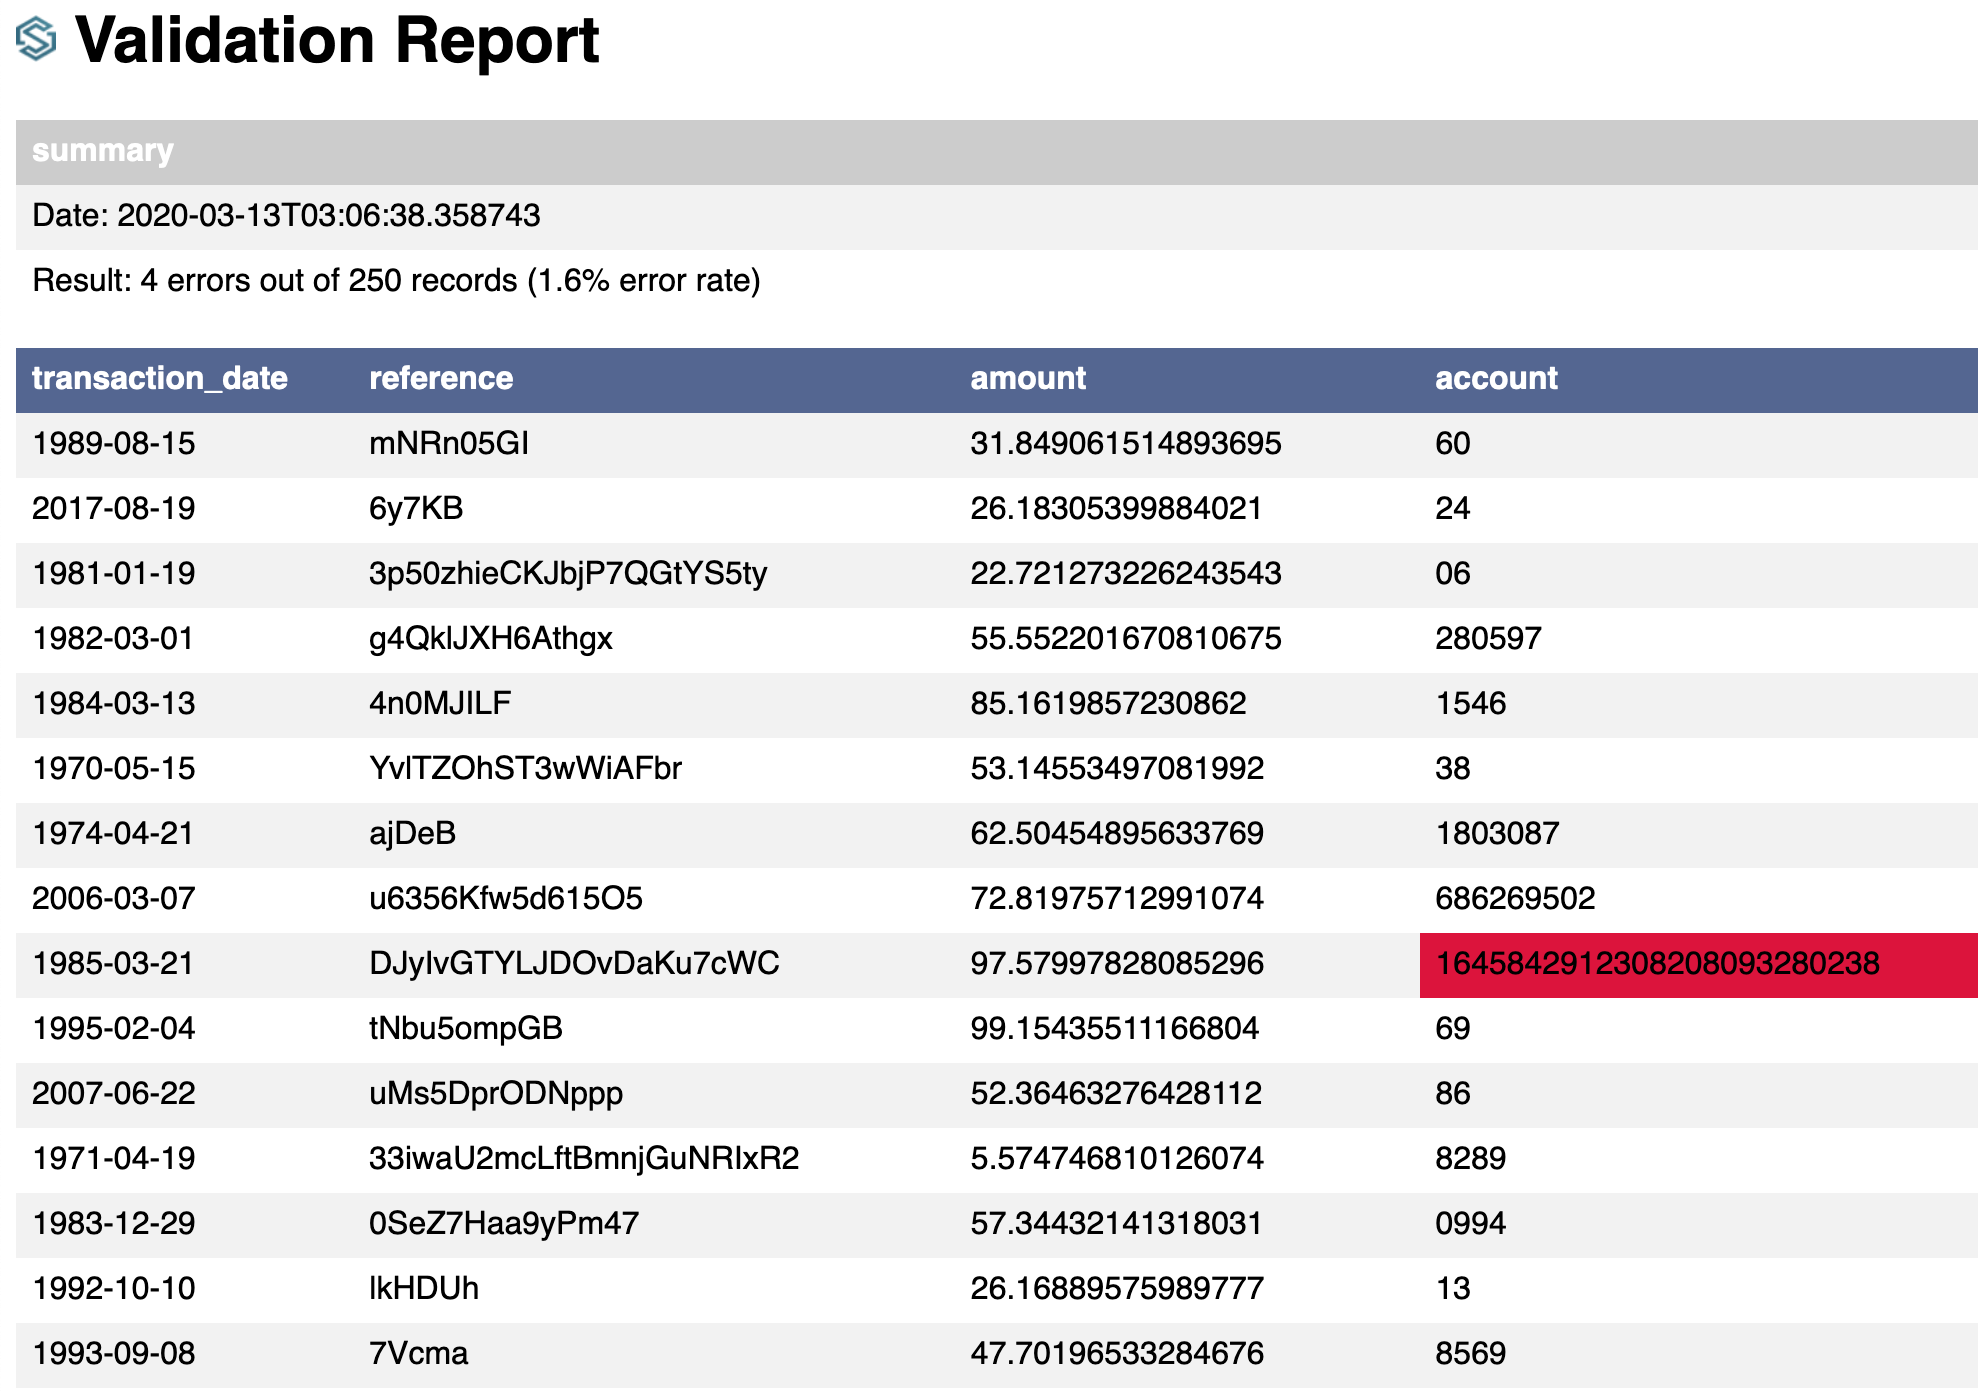 Validation Report
summary
Date: 2020-03-13T03:06:38.358743
Result: 4 errors out of 250 records (1.6% error rate)
transaction_date reference amount account
1989-08-15 mNRn05GI 31.849061514893695 60
2017-08-19 6y7KB 26.18305399884021 24
1981-01-19 3p50zhieCKJbjP7QGtYS5ty 22.721273226243543 06
1982-03-01 g4QklJXH6Athgx 55.552201670810675 280597
1984-03-13 4n0MJILF 85.1619857230862 1546
1970-05-15 YvlTZOhST3wWiAFbr 53.14553497081992 38
1974-04-21 ajDeB 62.50454895633769 1803087
2006-03-07 u6356Kfw5d615O5 72.81975712991074 686269502
1985-03-21 DJyIvGTYLJDOvDaKu7cWC 97.57997828085296 1645842912308208093280238
1995-02-04 tNbu5ompGB 99.15435511166804 69
2007-06-22 uMs5DprODNppp 52.36463276428112 86
1971-04-19 33iwaU2mcLftBmnjGuNRIxR2 5.574746810126074 8289
1983-12-29 0SeZ7Haa9yPm47 57.34432141318031 0994
1992-10-10 lkHDUh 26.16889575989777 13
1993-09-08 7Vcma 47.70196533284676 8569